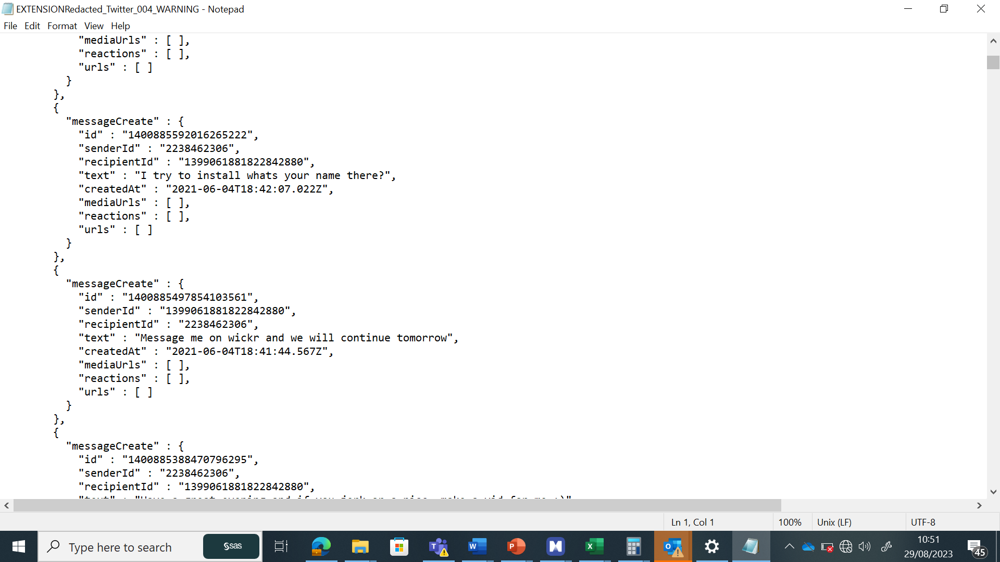 EXTENSIONRedacted_Twitter_004_WARNING - Notepad
File Edit Format View Help
"mediaUrls" : [ ],
"reactions" : [ ],
"urls" : [ ]
}
},
{
"messageCreate" : {
"id" : "1400885592016265222",
"senderId" : "2238462306",
"recipientId" : "1399061881822842880",
"text" : "I try to install whats your name there?",
"createdAt" : "2021-06-04T18:42:07.022Z",
"mediaUrls" : [ ],
"reactions" : [ ],
"urls" : [ ]
}
},
{
"messageCreate" : {
"id" : "1400885497854103561",
"senderId" : "1399061881822842880",
"recipientId" : "2238462306",
"text" : "Message me on wickr and we will continue tomorrow",
"createdAt" : "2021-06-04T18:41:44.567Z",
"mediaUrls" : [ ],
"reactions" : [ ],
"urls" : [ ]
}
},
{
"messageCreate" : {
"id" : "1400885388470796295",
"senderId" : "2238462306",
"recipientId" : "1399061881822842880",
Ln 1, Col 1 100% Unix (LF) UTF-8
Type here to search
sas
10:51
29/08/2023
45